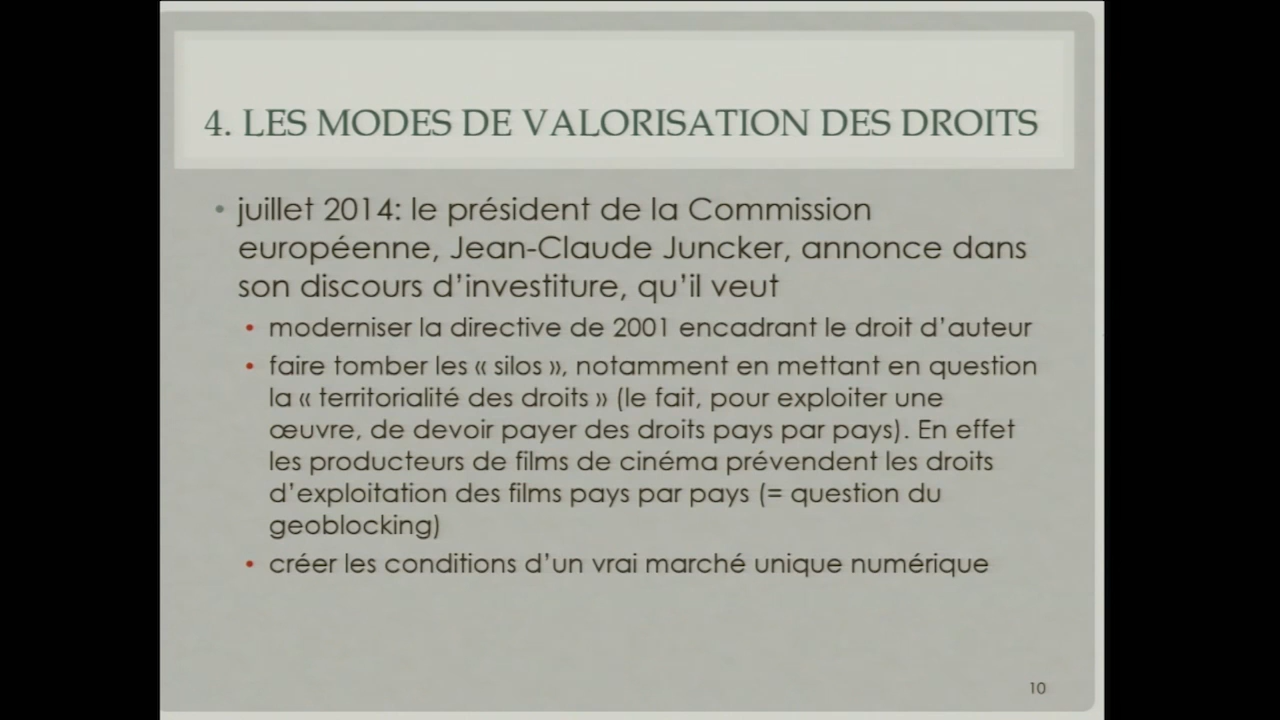 4. LES MODES DE VALORISATION DES DROITS
• juillet 2014: le président de la Commission
européenne, Jean-Claude Juncker, annonce dans
son discours d’investiture, qu’il veut
• moderniser la directive de 2001 encadrant le droit d’auteur
• faire tomber les « silos », notamment en mettant en question
la « territorialité des droits » (le fait, pour exploiter une
œuvre, de devoir payer des droits pays par pays). En effet
les producteurs de films de cinéma prévendent les droits
d’exploitation des films pays par pays (= question du
geoblocking)
• créer les conditions d’un vrai marché unique numérique
10